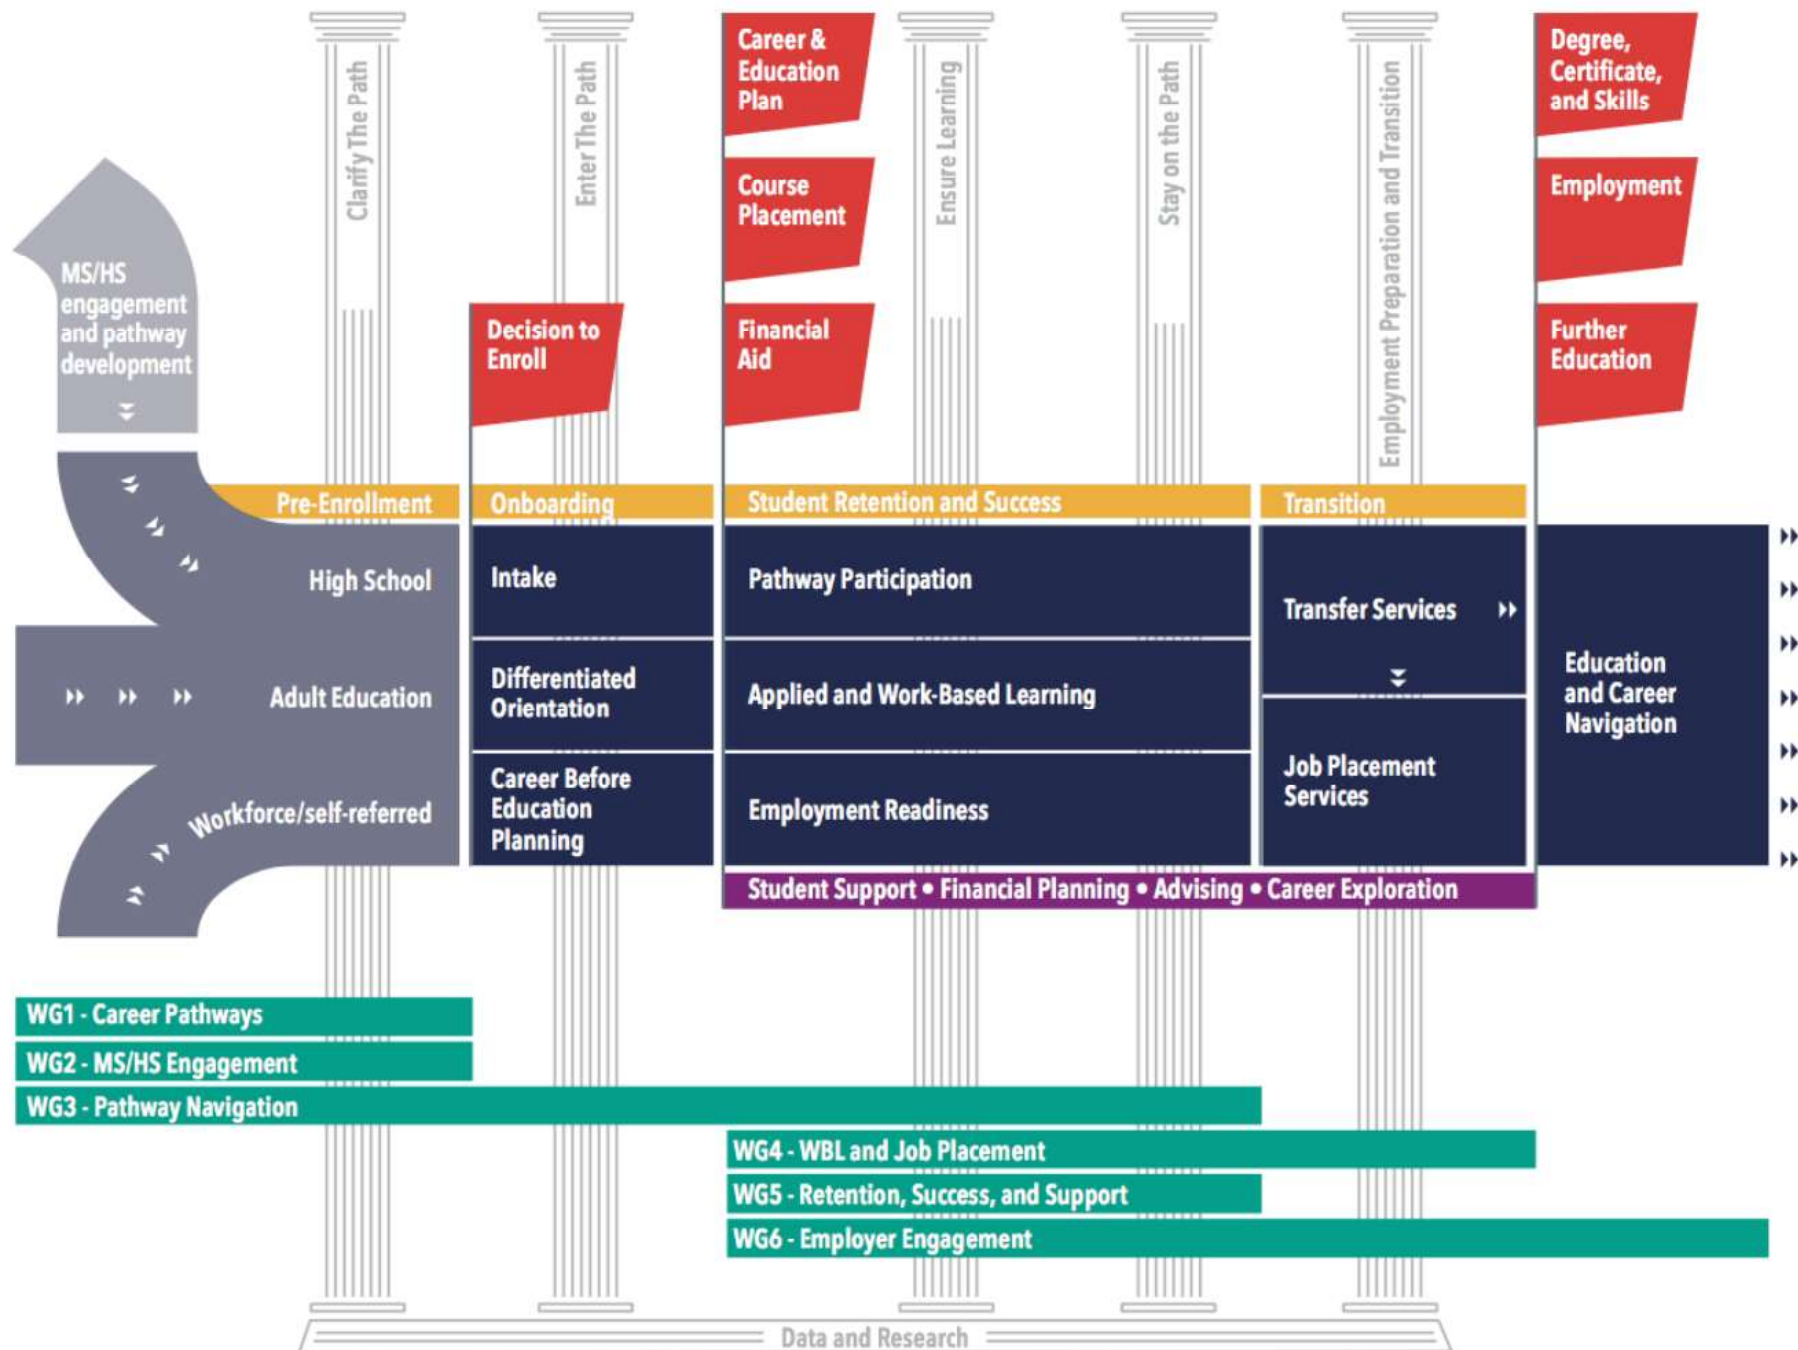 Clarify The Path
Enter The Path
Career &
Education
Plan
Ensure Learning
Stay on the Path
Employment Preparation and Transition
Degree,
Certificate,
and Skills
Course
Placement
Employment
MS/HS
engagement
and pathway
development
Decision to
Enroll
Financial
Aid
Further
Education
Pre-Enrollment
Onboarding
Student Retention and Success
Transition
High School
Adult Education
Workforce/self-referred
Intake
Differentiated
Orientation
Career Before
Education
Planning
Pathway Participation
Applied and Work-Based Learning
Employment Readiness
Transfer Services
Job Placement
Services
Education
and Career
Navigation
Student Support • Financial Planning • Advising • Career Exploration
WG1 - Career Pathways
WG2 - MS/HS Engagement
WG3 - Pathway Navigation
WG4 - WBL and Job Placement
WG5 - Retention, Success, and Support
WG6 - Employer Engagement
Data and Research